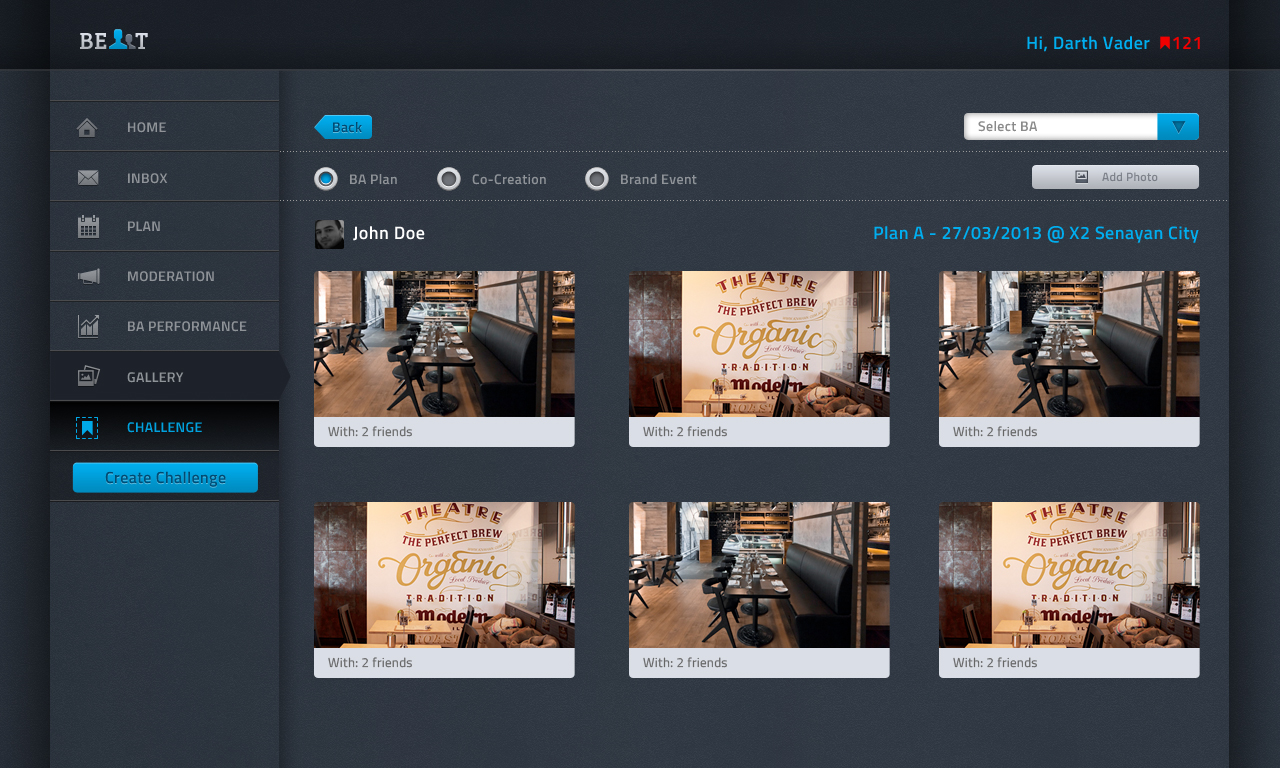 BE T
Hi, Darth Vader 121
HOME
INBOX
PLAN
MODERATION
BA PERFORMANCE
GALLERY
CHALLENGE
Create Challenge
Back
Select BA
BA Plan
Co-Creation
Brand Event
Add Photo
John Doe
Plan A - 27/03/2013 @ X2 Senayan City
THEATRE
THE PERFECT BREW
with
Organic
Local Produce
TRADITION
Modern
With: 2 friends
With: 2 friends
With: 2 friends
THEATRE
THE PERFECT BREW
with
Organic
Local Produce
TRADITION
Modern
THEATRE
THE PERFECT BREW
with
Organic
Local Produce
TRADITION
Modern
With: 2 friends
With: 2 friends
With: 2 friends